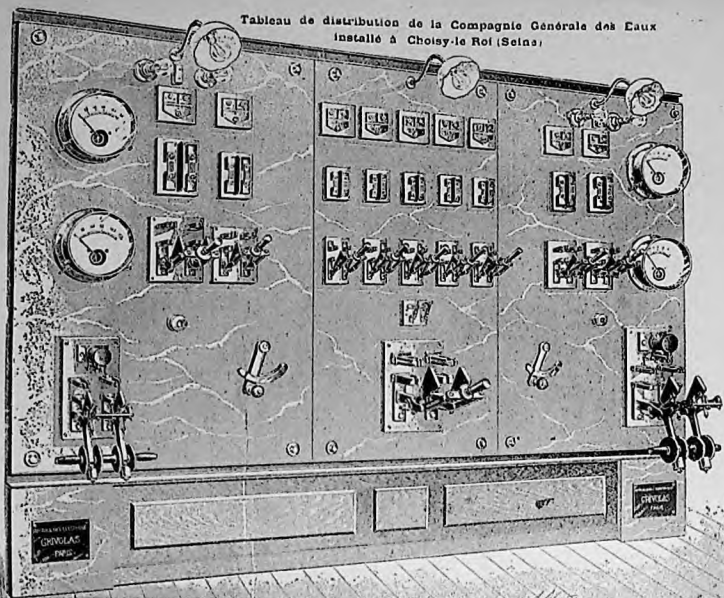 Tableau de distribution de la Compagnie Générale des Eaux
installé à Choisy-le Roi (Seine)
GRIVOLAS
PARIS
GRIVOLAS
PARIS